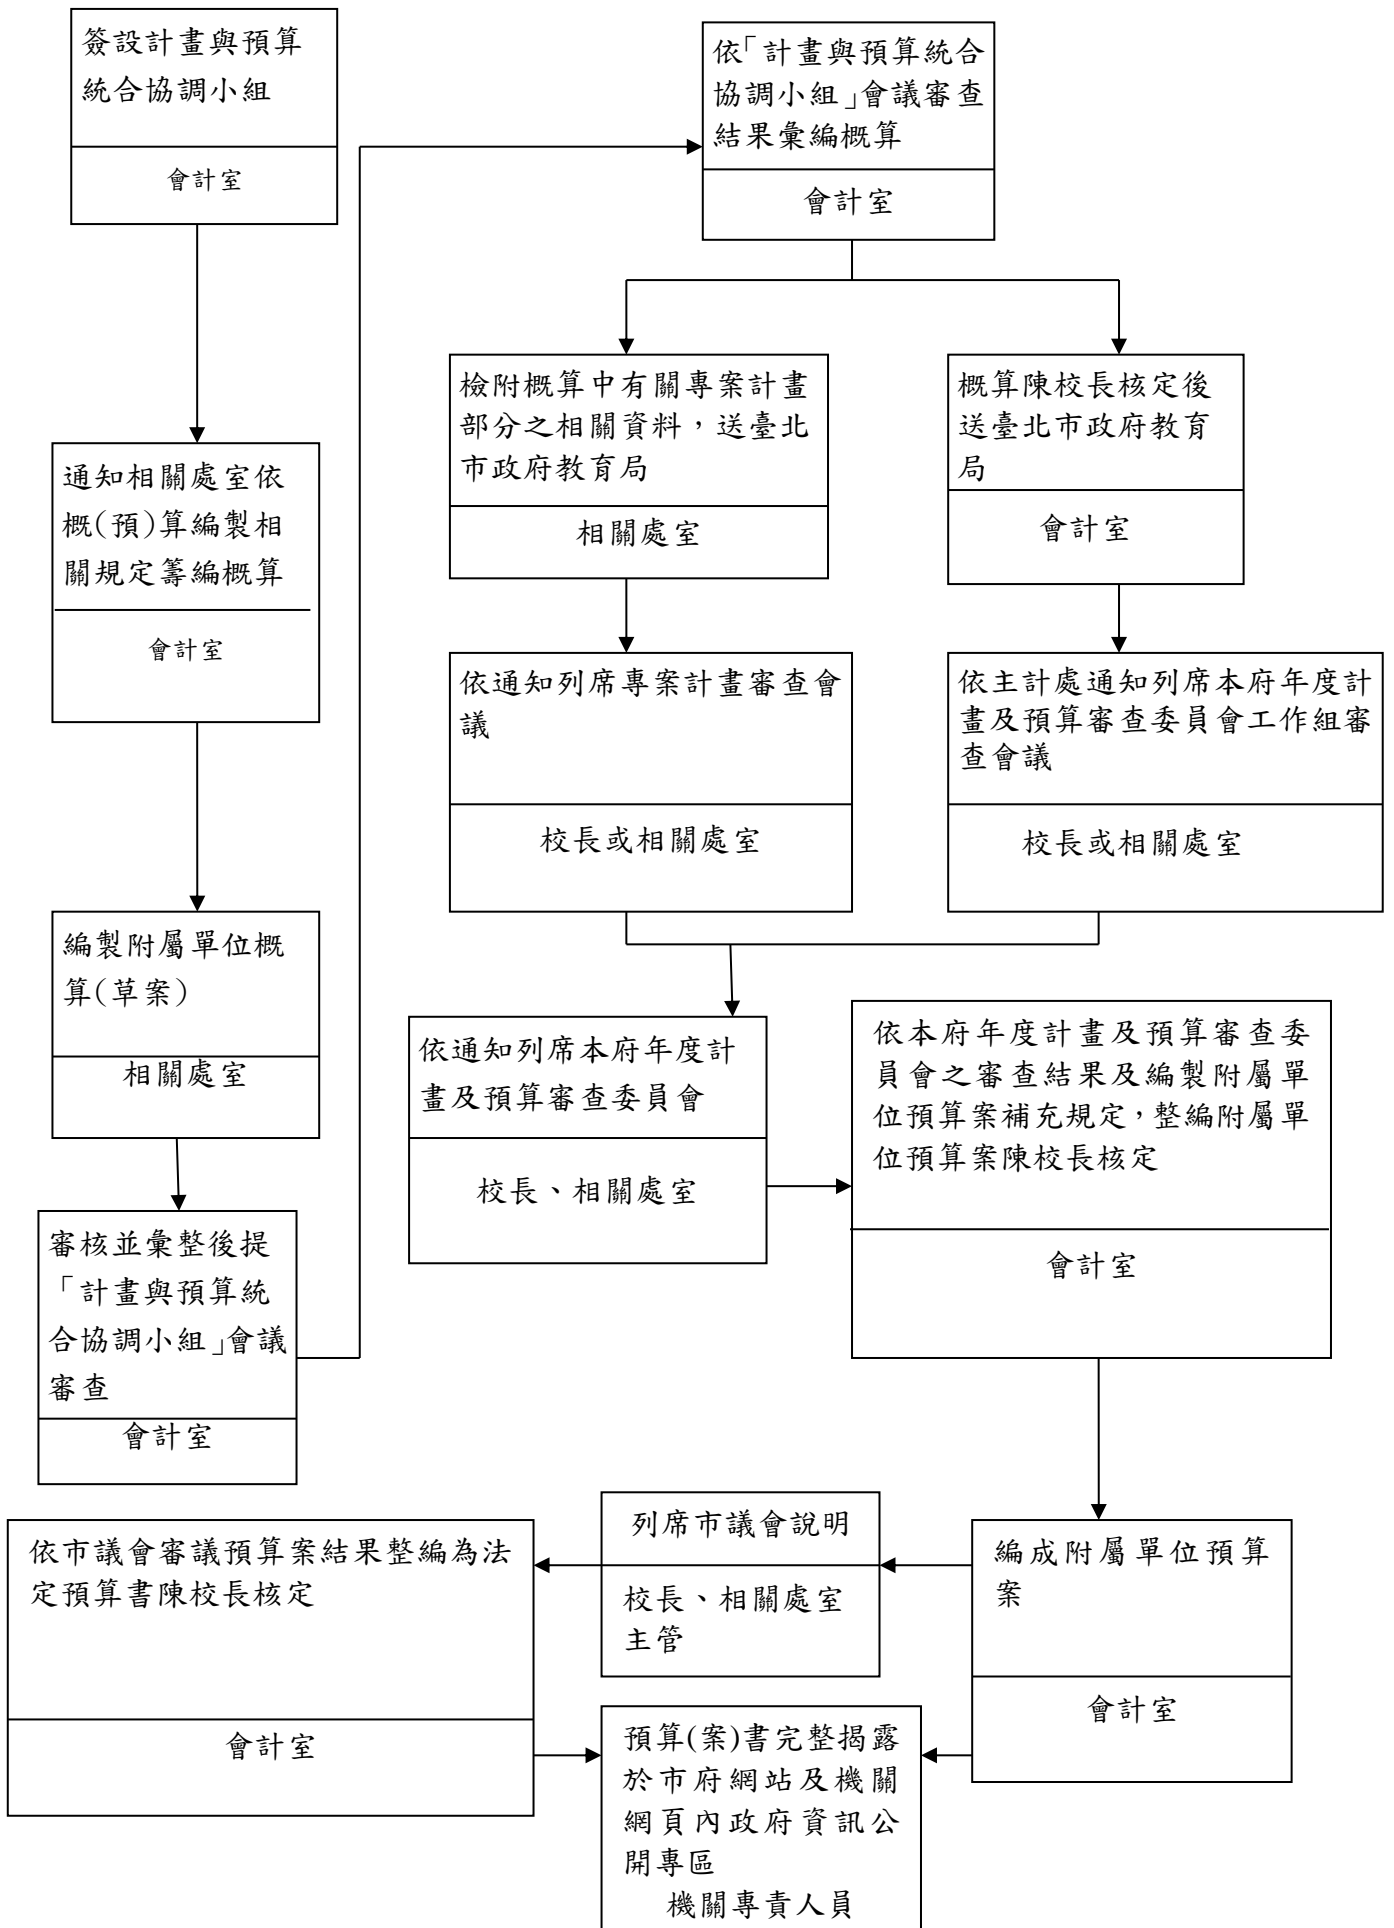 簽設計畫與預算
統合協調小組
會計室
通知相關處室依
概(預)算編製相
關規定籌編概算
會計室
編製附屬單位概
算(草案)
相關處室
審核並彙整後提
「計畫與預算統
合協調小組」會議
審查
會計室
依「計畫與預算統合
協調小組」會議審查
結果彙編概算
會計室
檢附概算中有關專案計畫
部分之相關資料，送臺北
市政府教育局
相關處室
概算陳校長核定後
送臺北市政府教育
局
會計室
依通知列席專案計畫審查會
議
校長或相關處室
依主計處通知列席本府年度計
畫及預算審查委員會工作組審
查會議
校長或相關處室
依通知列席本府年度計
畫及預算審查委員會
校長、相關處室
依本府年度計畫及預算審查委
員會之審查結果及編製附屬單
位預算案補充規定，整編附屬單
位預算案陳校長核定
會計室
編成附屬單位預算
案
會計室
列席市議會說明
校長、相關處室
主管
依市議會審議預算案結果整編為法
定預算書陳校長核定
會計室
預算(案)書完整揭露
於市府網站及機關
網頁內政府資訊公
開專區
機關專責人員